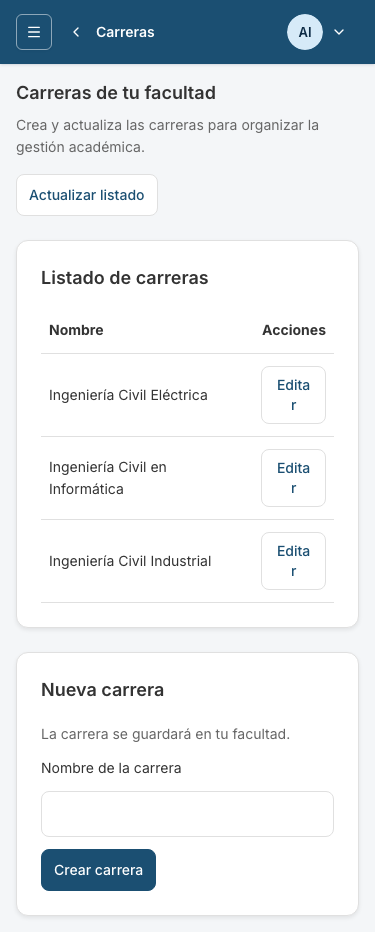 Carreras
AI
Carreras de tu facultad
Crea y actualiza las carreras para organizar la
gestión académica.
Actualizar listado
Listado de carreras
Nombre
Acciones
Ingeniería Civil Eléctrica
Edita
r
Ingeniería Civil en
Informática
Edita
r
Ingeniería Civil Industrial
Edita
r
Nueva carrera
La carrera se guardará en tu facultad.
Nombre de la carrera
Crear carrera